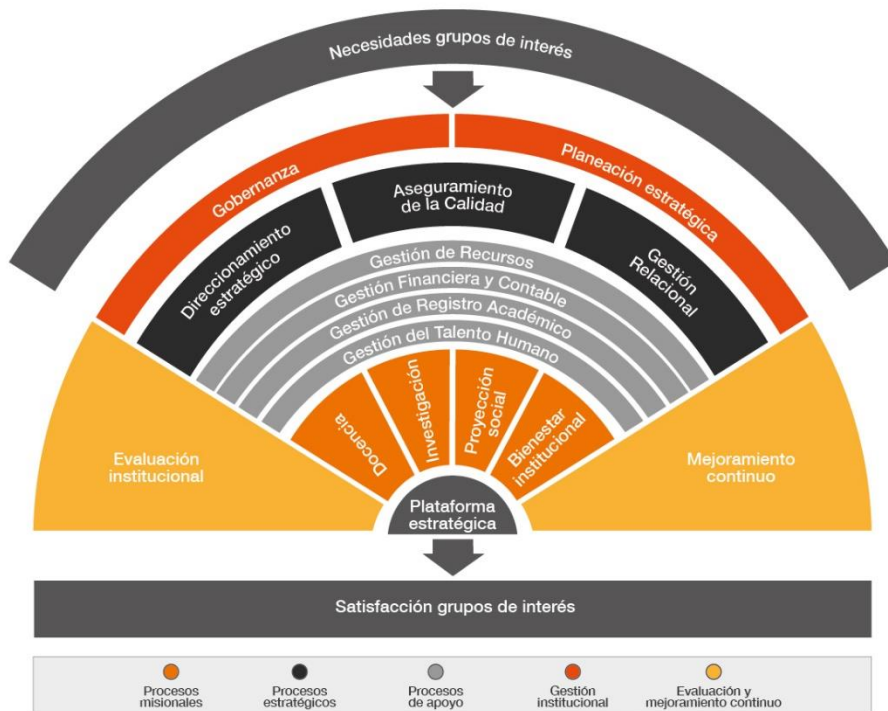 Necesidades grupos de interés
Gobernanza
Planeación estratégica
Direccionamiento
estratégico
Aseguramiento
de la Calidad
Gestión
Relacional
Gestión de Recursos
Gestión Financiera y Contable
Gestión de Registro Académico
Gestión del Talento Humano
Docencia
Investigación
Proyección
social
Bienestar
institucional
Evaluación
institucional
Mejoramiento
continuo
Plataforma
estratégica
Satisfacción grupos de interés
Procesos
misionales
Procesos
estratégicos
Procesos
de apoyo
Gestión
institucional
Evaluación y
mejoramiento continuo